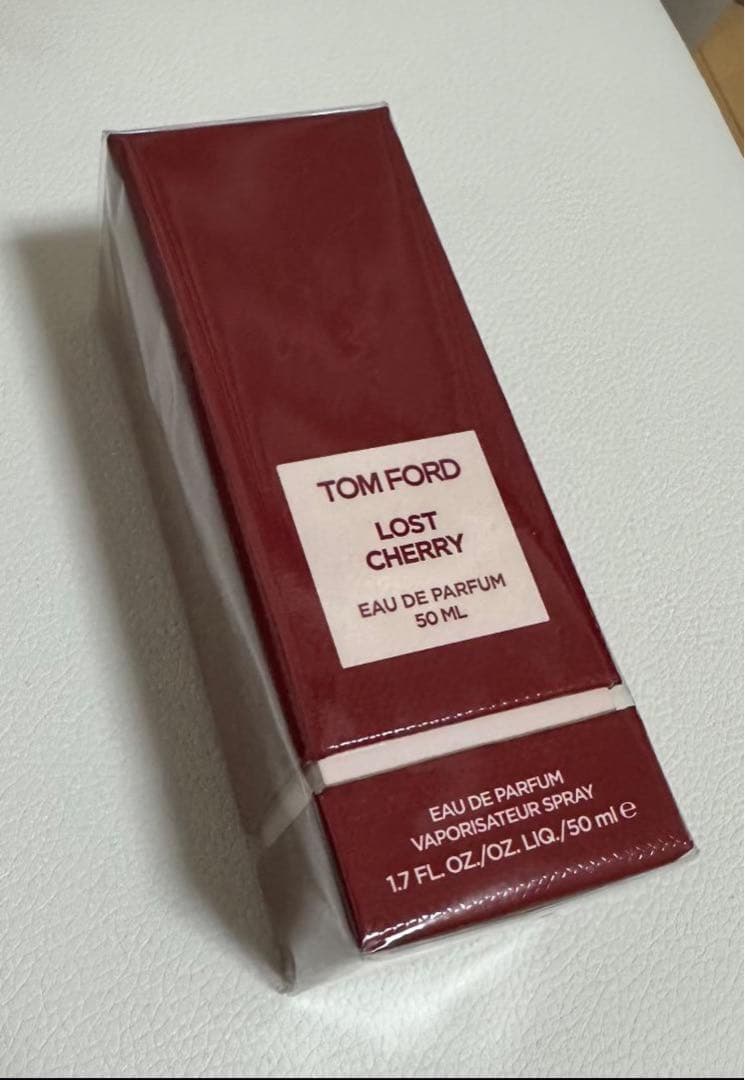 TOM FORD
LOST
CHERRY
EAU DE PARFUM
50 ML
EAU DE PARFUM
VAPORISATEUR SPRAY
1.7 FL. OZ./OZ. LIQ./50 ml ℮